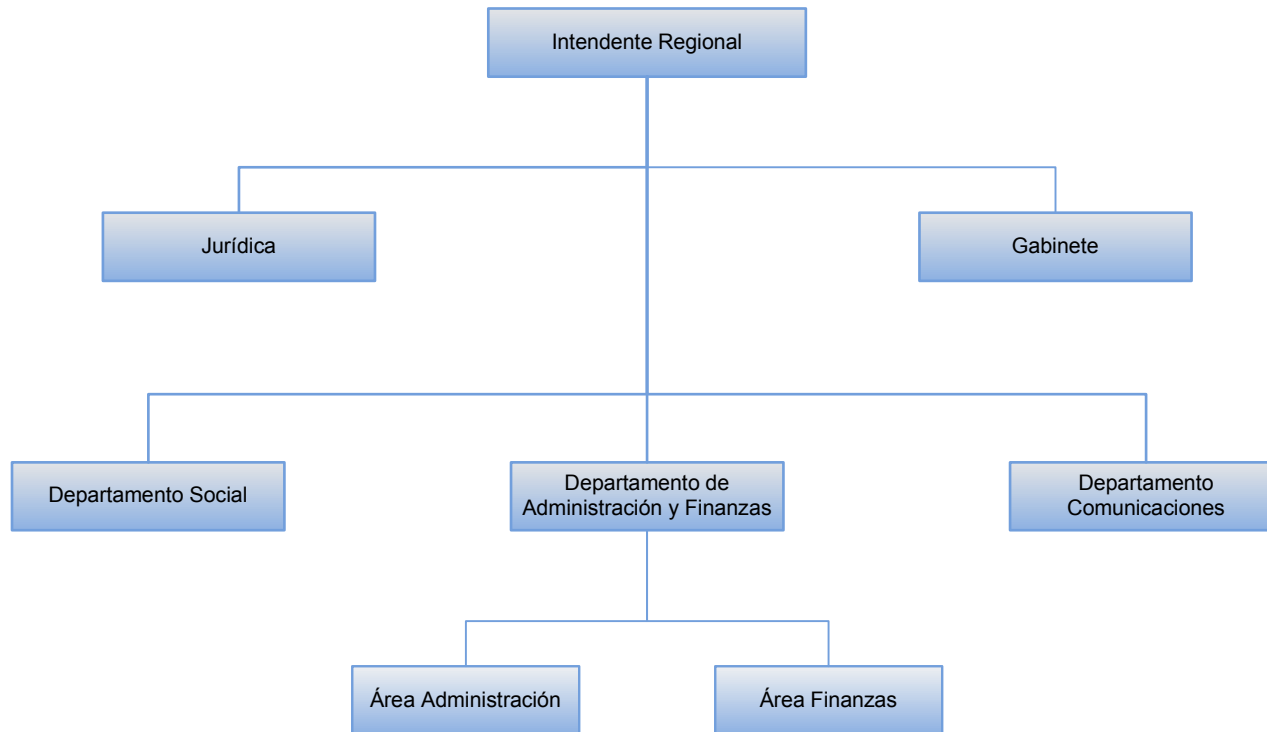 Intendente Regional
Jurídica
Gabinete
Departamento Social
Departamento de
Administración y Finanzas
Departamento
Comunicaciones
Área Administración
Área Finanzas